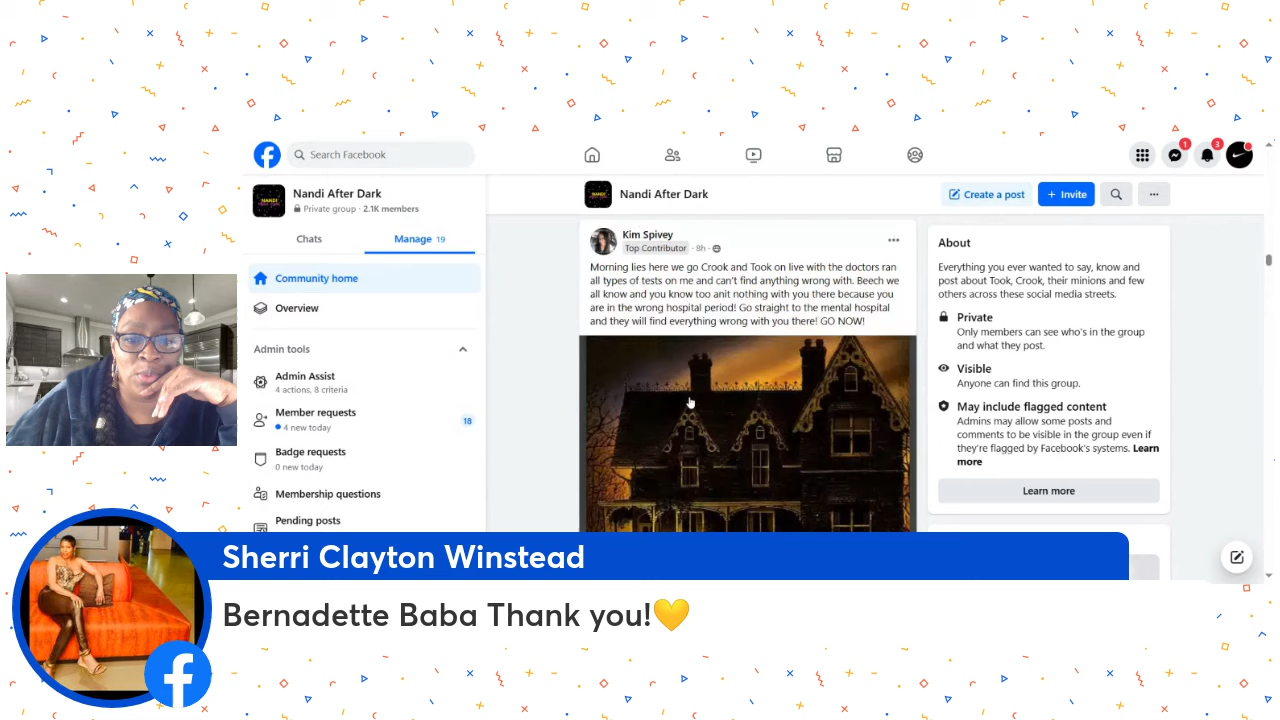 Search Facebook
1
3
Nandi After Dark
Private group · 2.1K members
Chats
Manage 19
Community home
Overview
Admin tools
Admin Assist
4 actions, 8 criteria
Member requests
4 new today
18
Badge requests
0 new today
Membership questions
Pending posts
Nandi After Dark
Create a post
+ Invite
Kim Spivey
Top Contributor · 8h ·
Morning lies here we go Crook and Took on live with the doctors ran
all types of tests on me and can't find anything wrong with. Beech we
all know and you know too anit nothing with you there because you
are in the wrong hospital period! Go straight to the mental hospital
and they will find everything wrong with you there! GO NOW!
About
Everything you ever wanted to say, know and
post about Took, Crook, their minions and few
others across these social media streets.
Private
Only members can see who's in the group
and what they post.
Visible
Anyone can find this group.
May include flagged content
Admins may allow some posts and
comments to be visible in the group even if
they're flagged by Facebook's systems. Learn
more
Learn more
Sherri Clayton Winstead
Bernadette Baba Thank you!💛